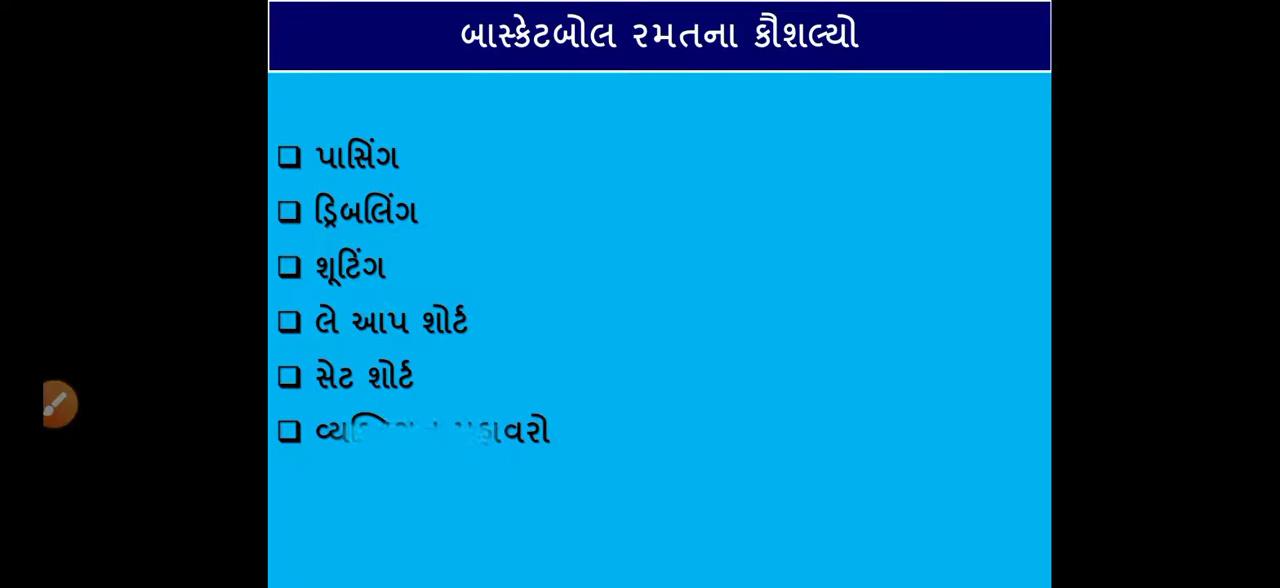 બાસ્કેટબોલ રમતના કૌશલ્યો
પાસિંગ
ડ્રિબલિંગ
શૂટિંગ
લે આપ શોર્ટ
સેટ શોર્ટ